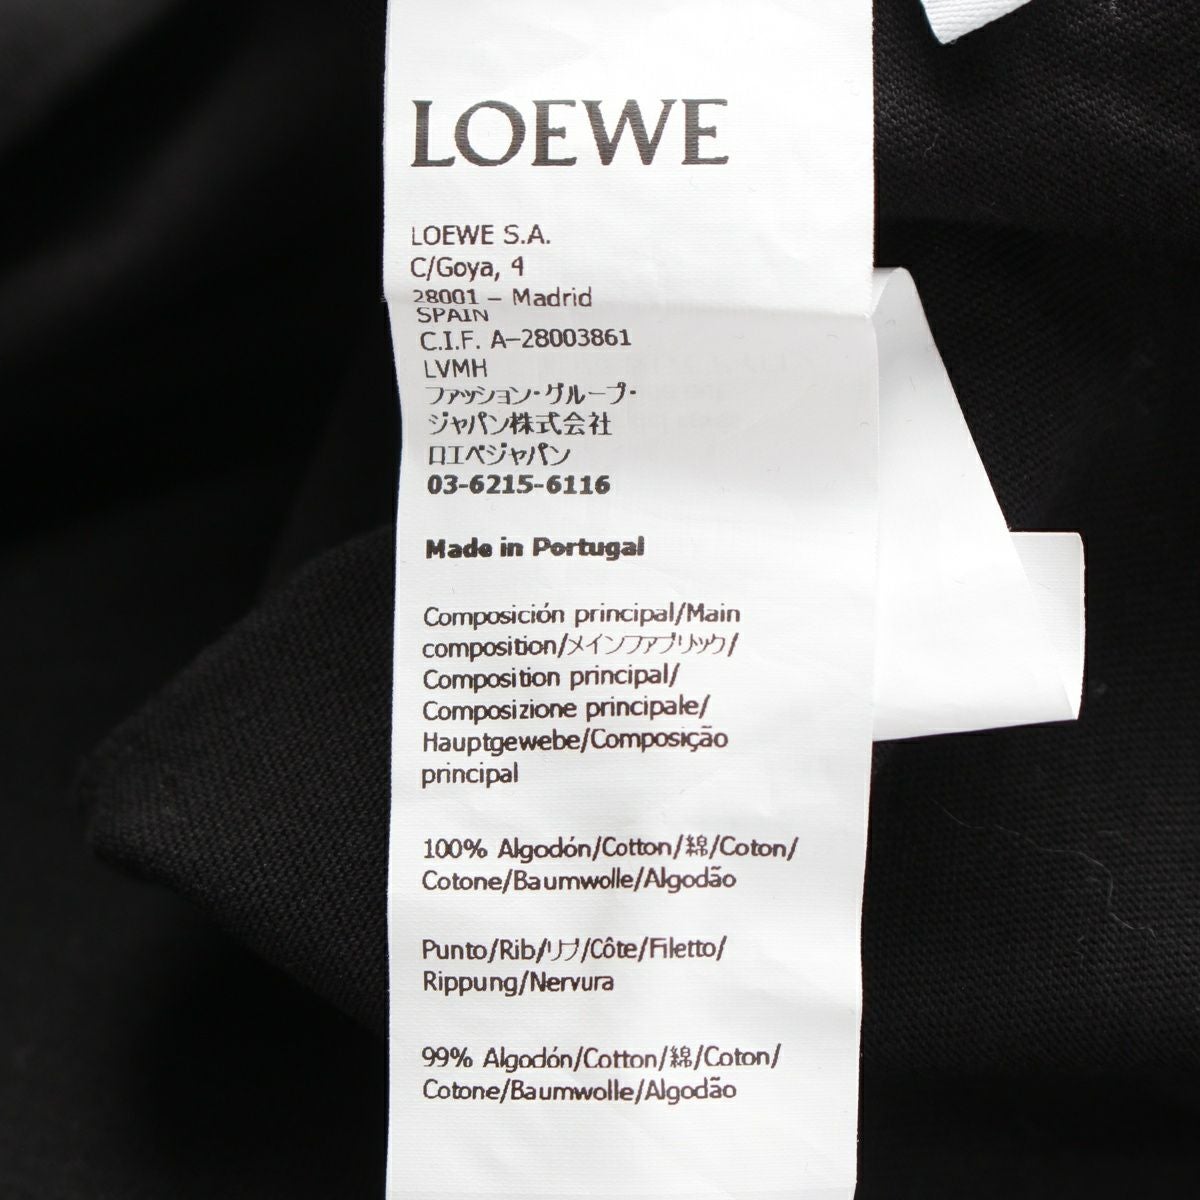 LOEWE
LOEWE S.A.
C/Goya, 4
28001 – Madrid
SPAIN
C.I.F. A-28003861
LVMH
ファッション・グループ・
ジャパン株式会社
ロエベジャパン
03-6215-6116
Made in Portugal
Composición principal/Main
composition/メインファブリック/
Composition principal/
Composizione principale/
Hauptgewebe/Composição
principal
100% Algodón/Cotton/綿/Coton/
Cotone/Baumwolle/Algodão
Punto/Rib/リブ/Côte/Filetto/
Rippung/Nervura
99% Algodón/Cotton/綿/Coton/
Cotone/Baumwolle/Algodão